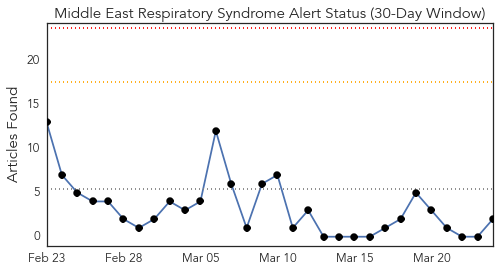 Middle East Respiratory Syndrome Alert Status (30-Day Window)
Articles Found
20
15
10
5
0
Feb 23 Feb 28 Mar 05 Mar 10 Mar 15 Mar 20